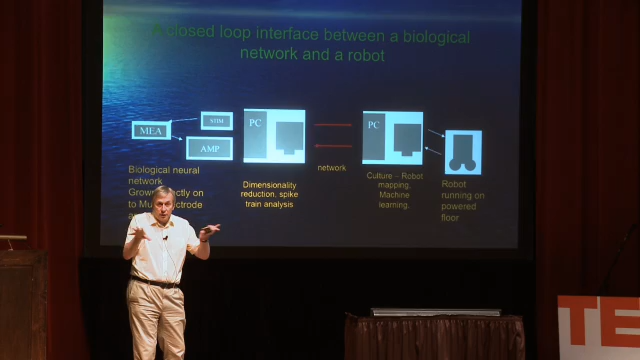 A closed loop interface between a biological
network and a robot
STIM
MEA
AMP
PC
PC
network
Biological neural
network
Dimensionality
reduction, spike
train analysis
Culture – Robot
mapping,
Machine
learning.
Robot
running on
powered
floor
TE